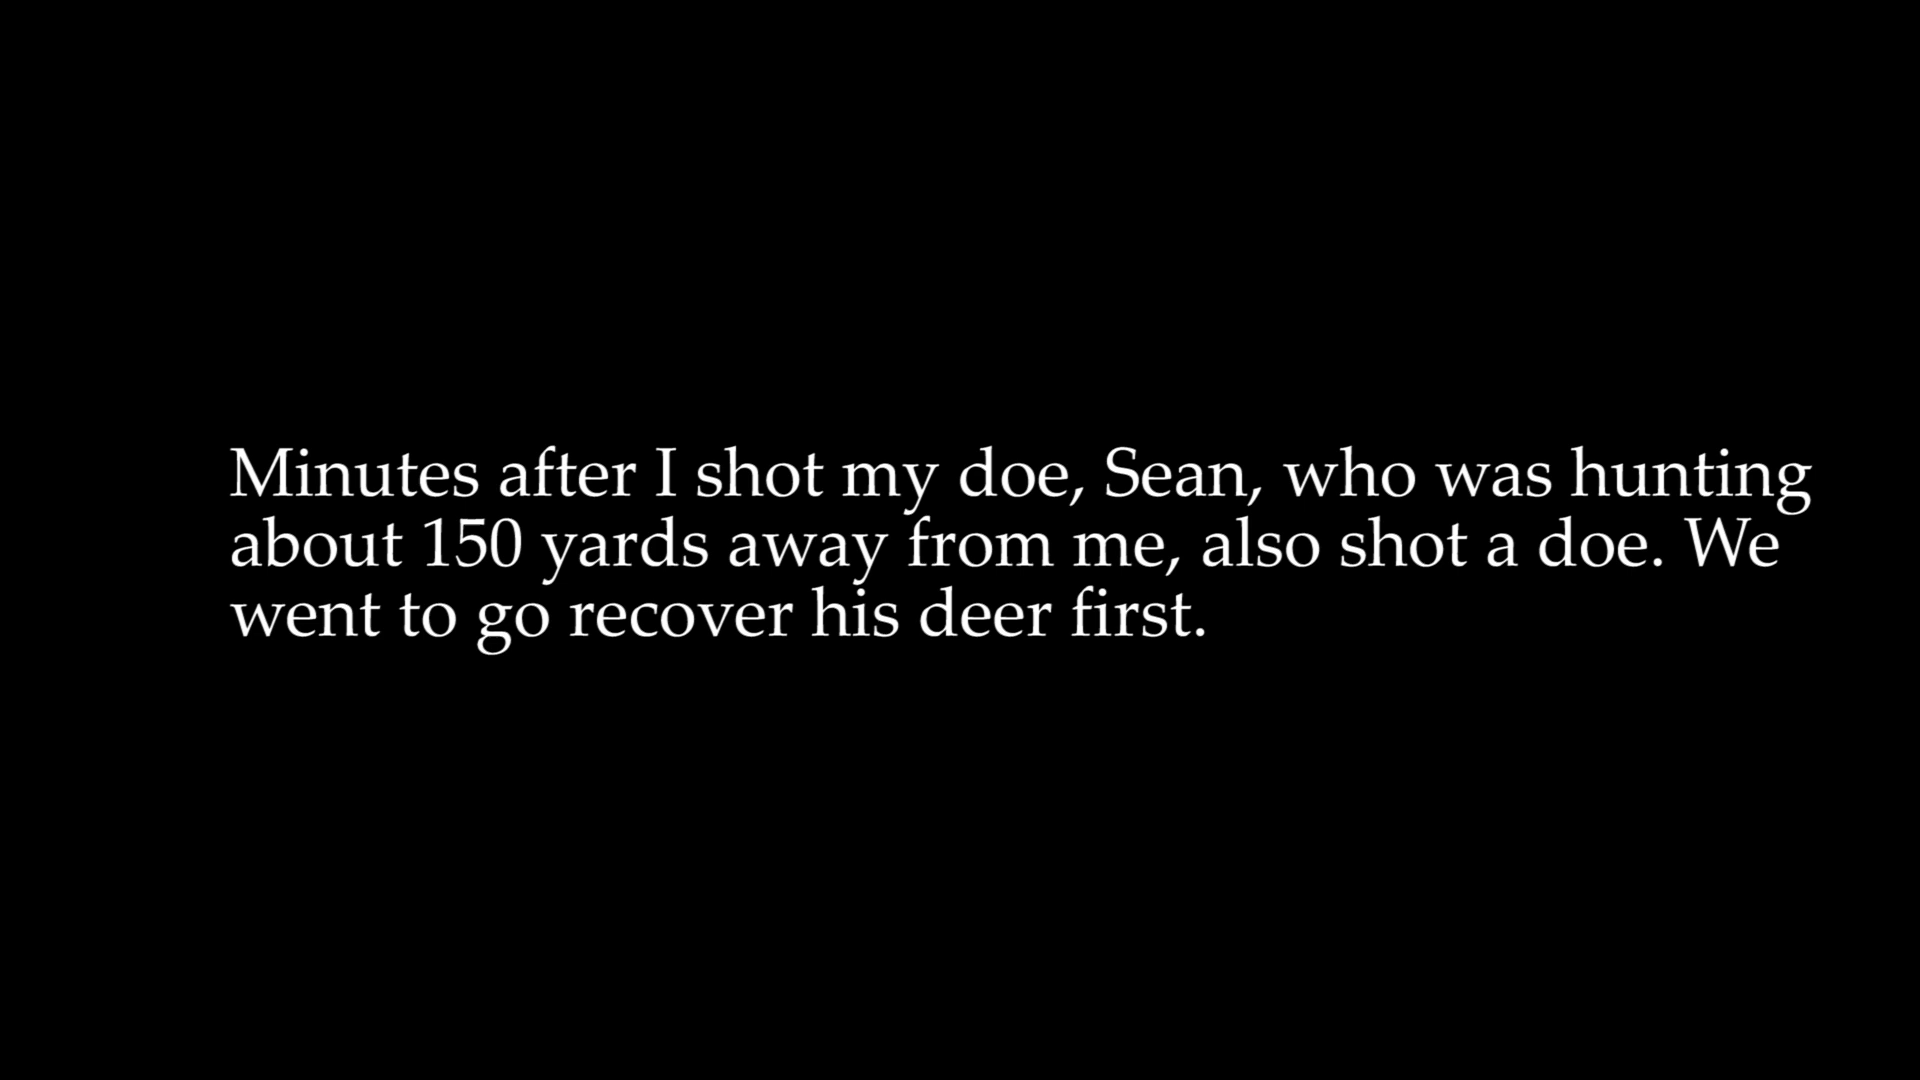 Minutes after I shot my doe, Sean, who was hunting
about 150 yards away from me, also shot a doe. We
went to go recover his deer first.